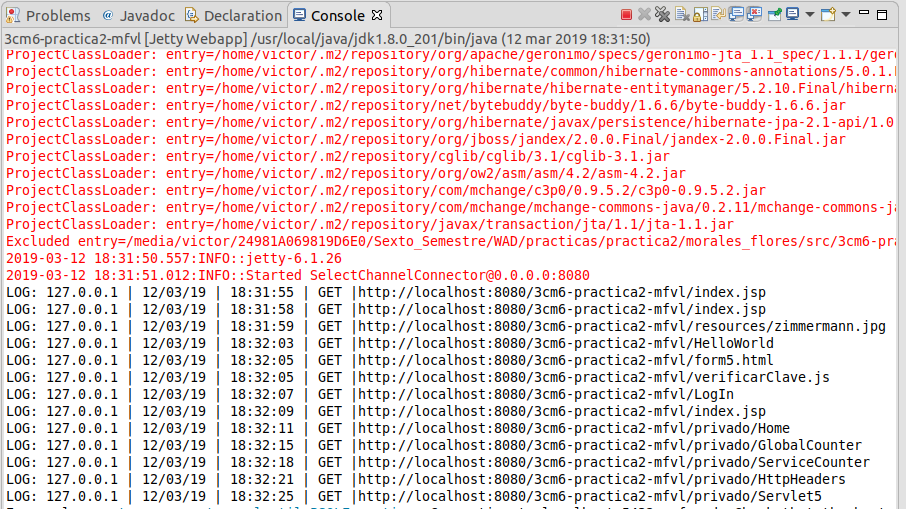 Problems @ Javadoc Declaration Console
3cm6-practica2-mfvl [Jetty Webapp] /usr/local/java/jdk1.8.0_201/bin/java (12 mar 2019 18:31:50)
ProjectClassLoader: entry=/home/victor/.m2/repository/org/apache/geronimo/specs/geronimo-jta_1.1_spec/1.1.1/gero
ProjectClassLoader: entry=/home/victor/.m2/repository/org/hibernate/common/hibernate-commons-annotations/5.0.1.
ProjectClassLoader: entry=/home/victor/.m2/repository/org/hibernate/hibernate-entitymanager/5.2.10.Final/hibern
ProjectClassLoader: entry=/home/victor/.m2/repository/net/bytebuddy/byte-buddy/1.6.6/byte-buddy-1.6.6.jar
ProjectClassLoader: entry=/home/victor/.m2/repository/org/hibernate/javax/persistence/hibernate-jpa-2.1-api/1.0
ProjectClassLoader: entry=/home/victor/.m2/repository/org/jboss/jandex/2.0.0.Final/jandex-2.0.0.Final.jar
ProjectClassLoader: entry=/home/victor/.m2/repository/cglib/cglib/3.1/cglib-3.1.jar
ProjectClassLoader: entry=/home/victor/.m2/repository/org/ow2/asm/asm/4.2/asm-4.2.jar
ProjectClassLoader: entry=/home/victor/.m2/repository/com/mchange/c3p0/0.9.5.2/c3p0-0.9.5.2.jar
ProjectClassLoader: entry=/home/victor/.m2/repository/com/mchange/mchange-commons-java/0.2.11/mchange-commons-j
ProjectClassLoader: entry=/home/victor/.m2/repository/javax/transaction/jta/1.1/jta-1.1.jar
Excluded entry=/media/victor/24981A069819D6E0/Sexto_Semestre/WAD/practicas/practica2/morales_flores/src/3cm6-pr
2019-03-12 18:31:50.557:INFO::jetty-6.1.26
2019-03-12 18:31:51.012:INFO::Started SelectChannelConnector@0.0.0.0:8080
LOG: 127.0.0.1 | 12/03/19 | 18:31:55 | GET |http://localhost:8080/3cm6-practica2-mfvl/index.jsp
LOG: 127.0.0.1 | 12/03/19 | 18:31:58 | GET |http://localhost:8080/3cm6-practica2-mfvl/index.jsp
LOG: 127.0.0.1 | 12/03/19 | 18:31:59 | GET |http://localhost:8080/3cm6-practica2-mfvl/resources/zimmermann.jpg
LOG: 127.0.0.1 | 12/03/19 | 18:32:03 | GET |http://localhost:8080/3cm6-practica2-mfvl/HelloWorld
LOG: 127.0.0.1 | 12/03/19 | 18:32:05 | GET |http://localhost:8080/3cm6-practica2-mfvl/form5.html
LOG: 127.0.0.1 | 12/03/19 | 18:32:05 | GET |http://localhost:8080/3cm6-practica2-mfvl/verificarClave.js
LOG: 127.0.0.1 | 12/03/19 | 18:32:07 | GET |http://localhost:8080/3cm6-practica2-mfvl/LogIn
LOG: 127.0.0.1 | 12/03/19 | 18:32:09 | GET |http://localhost:8080/3cm6-practica2-mfvl/index.jsp
LOG: 127.0.0.1 | 12/03/19 | 18:32:11 | GET |http://localhost:8080/3cm6-practica2-mfvl/privado/Home
LOG: 127.0.0.1 | 12/03/19 | 18:32:15 | GET |http://localhost:8080/3cm6-practica2-mfvl/privado/GlobalCounter
LOG: 127.0.0.1 | 12/03/19 | 18:32:18 | GET |http://localhost:8080/3cm6-practica2-mfvl/privado/ServiceCounter
LOG: 127.0.0.1 | 12/03/19 | 18:32:21 | GET |http://localhost:8080/3cm6-practica2-mfvl/privado/HttpHeaders
LOG: 127.0.0.1 | 12/03/19 | 18:32:25 | GET |http://localhost:8080/3cm6-practica2-mfvl/privado/Servlet5